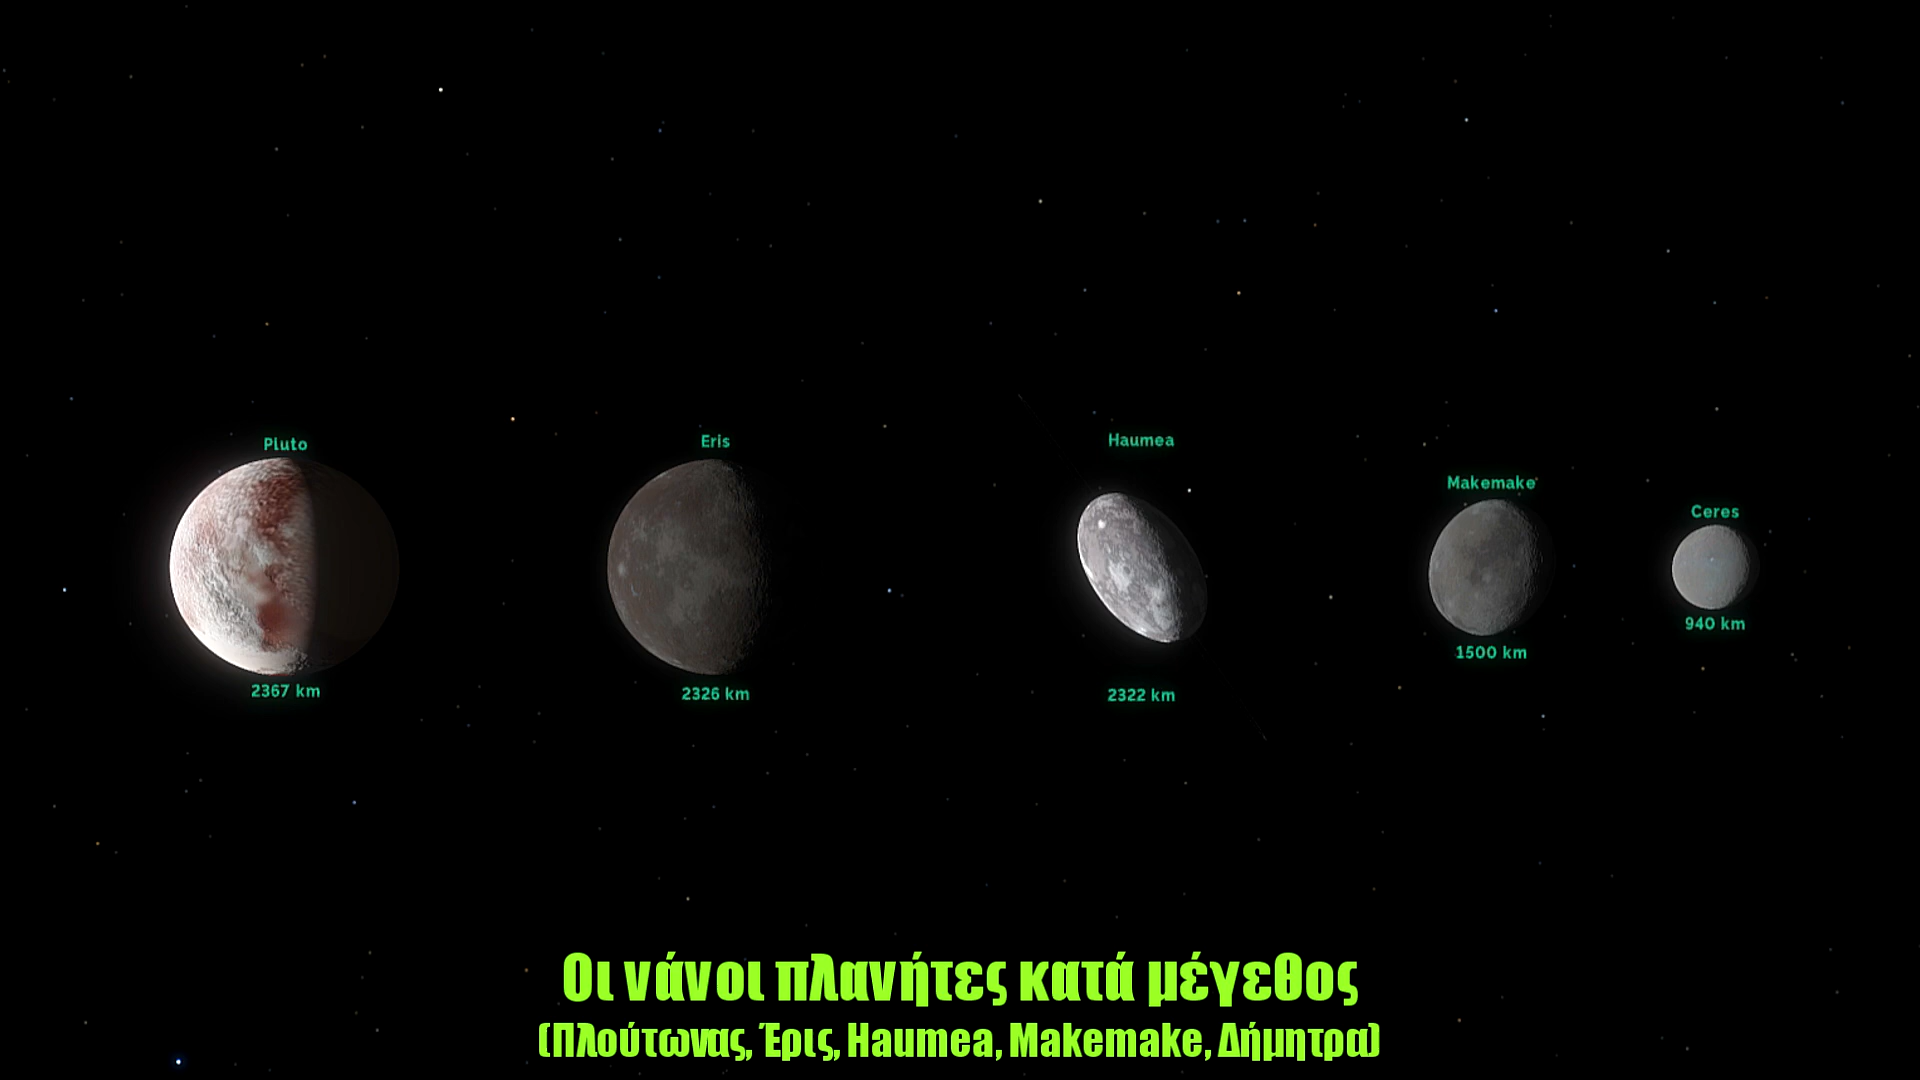 Pluto
Eris
Haumea
Makemake
Ceres
2367 km
2326 km
2322 km
1500 km
940 km
Οι νάνοι πλανήτες κατά μέγεθος
(Πλούτωνας, Έρις, Haumea, Makemake, Δήμητρα)